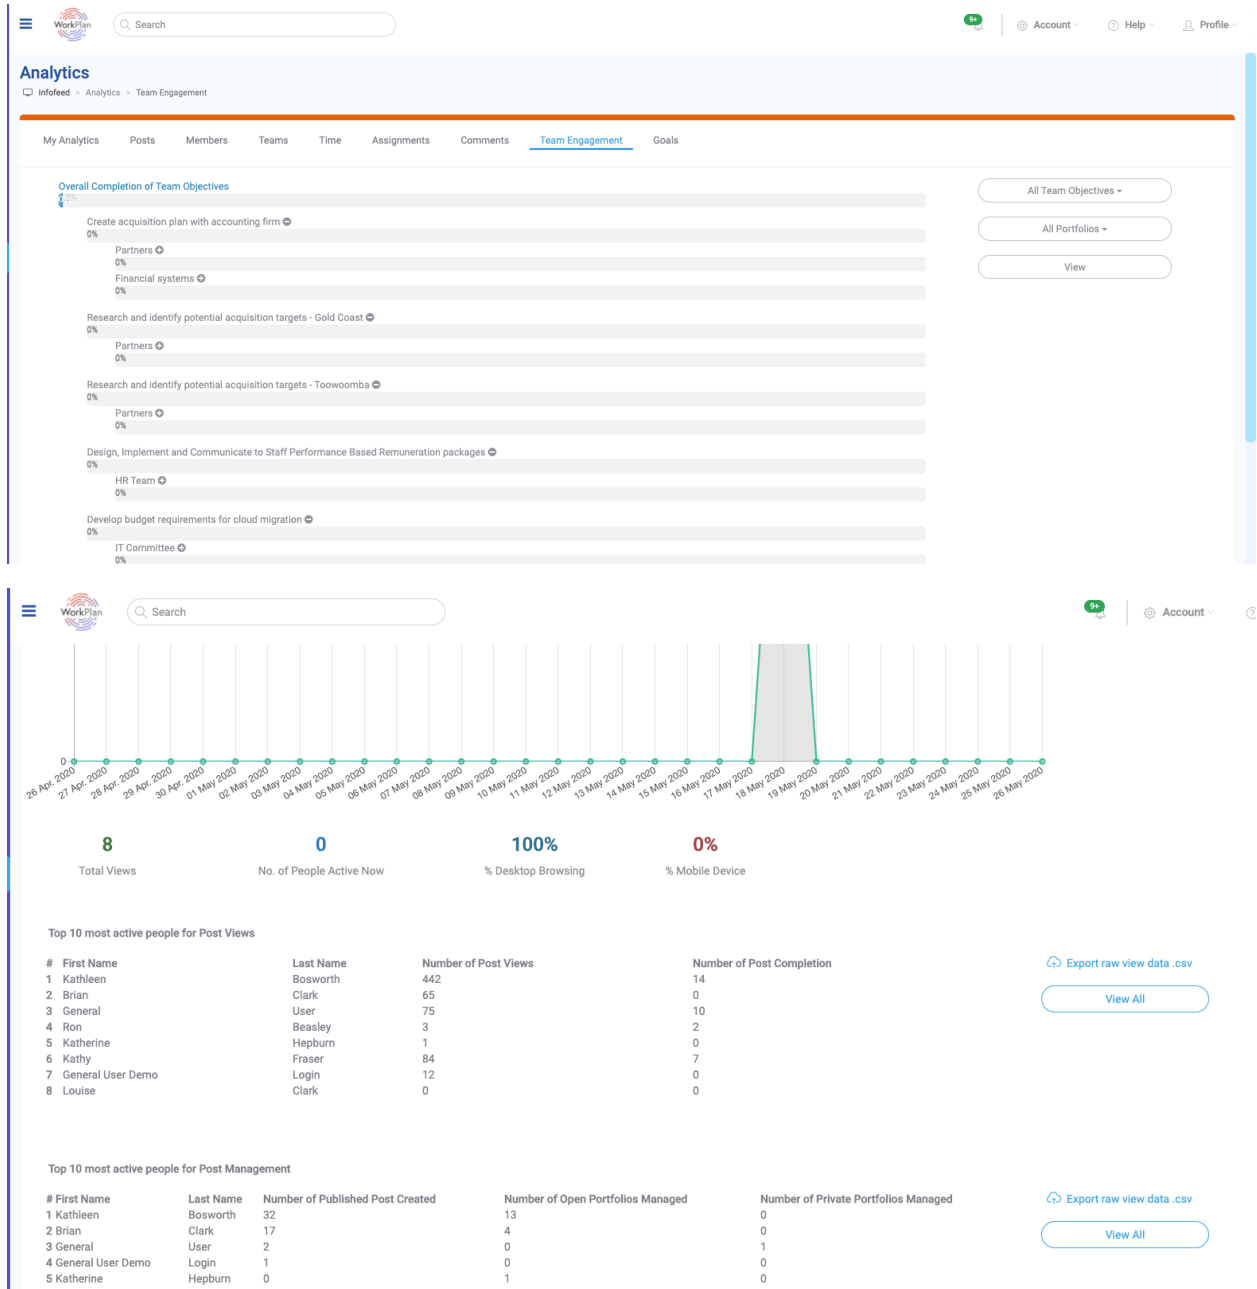 WorkPlan
Search
9+
Account
Help
Profile
Analytics
Infofeed > Analytics > Team Engagement
My Analytics Posts Members Teams Time Assignments Comments Team Engagement Goals
Overall Completion of Team Objectives
All Team Objectives
Create acquisition plan with accounting firm
0%
All Portfolios
Partners
0%
View
Financial systems
0%
Research and identify potential acquisition targets - Gold Coast
0%
Partners
0%
Research and identify potential acquisition targets - Toowoomba
0%
Partners
0%
Design, Implement and Communicate to Staff Performance Based Remuneration packages
0%
HR Team
0%
Develop budget requirements for cloud migration
0%
IT Committee
0%
WorkPlan
Search
9+
Account
0
26 Apr. 2020 27 Apr. 2020 28 Apr. 2020 29 Apr. 2020 30 Apr. 2020 01 May 2020 02 May 2020 03 May 2020 04 May 2020 05 May 2020 06 May 2020 07 May 2020 08 May 2020 09 May 2020 10 May 2020 11 May 2020 12 May 2020 13 May 2020 14 May 2020 15 May 2020 16 May 2020 17 May 2020 18 May 2020 19 May 2020 20 May 2020 21 May 2020 22 May 2020 23 May 2020 24 May 2020 25 May 2020 26 May 2020
8 0 100% 0%
Total Views No. of People Active Now % Desktop Browsing % Mobile Device
Top 10 most active people for Post Views
# First Name Last Name Number of Post Views Number of Post Completion Export raw view data .csv
1 Kathleen Bosworth 442 14
2 Brian Clark 65 0 View All
3 General User 75 10
4 Ron Beasley 3 2
5 Katherine Hepburn 1 0
6 Kathy Fraser 84 7
7 General User Demo Login 12 0
8 Louise Clark 0 0
Top 10 most active people for Post Management
# First Name Last Name Number of Published Post Created Number of Open Portfolios Managed Number of Private Portfolios Managed Export raw view data .csv
1 Kathleen Bosworth 32 13 0
2 Brian Clark 17 4 0 View All
3 General User 2 0 1
4 General User Demo Login 1 0 0
5 Katherine Hepburn 0 1 0